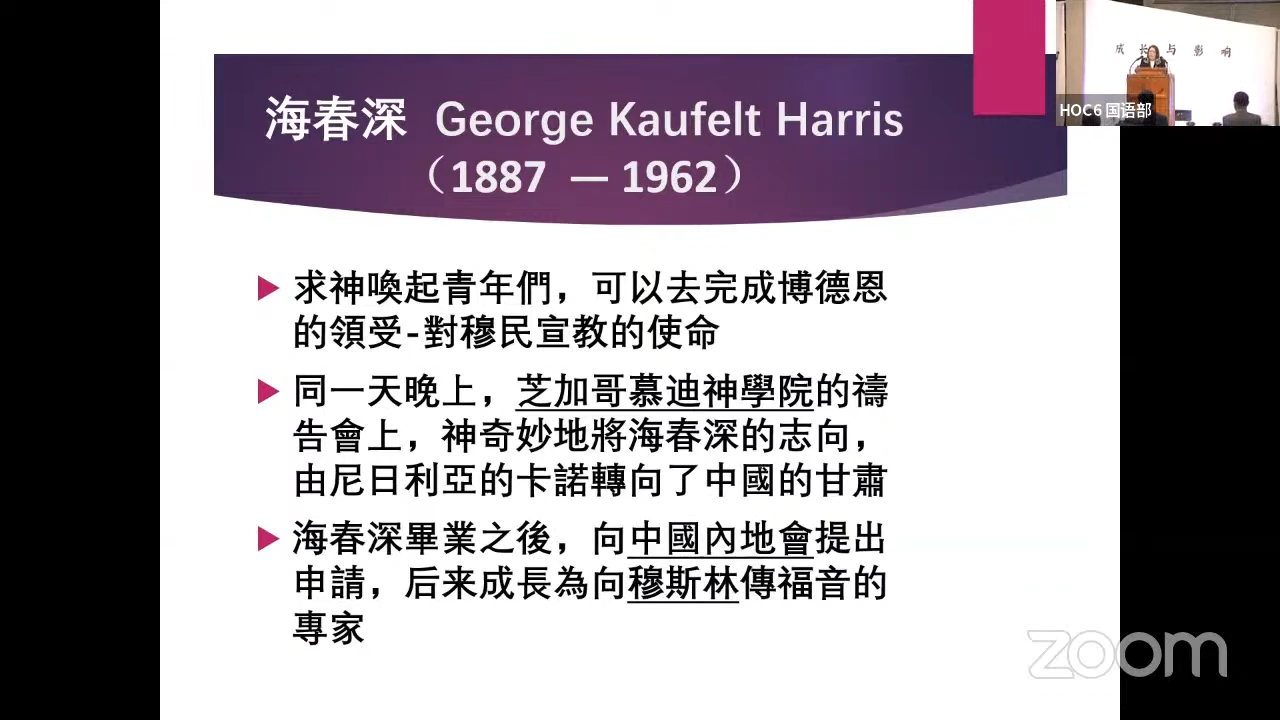 海春深 George Kaufelt Harris
（1887 — 1962）
成长与影响
HOC6 国语部
求神喚起青年們，可以去完成博德恩
的領受-對穆民宣教的使命
同一天晚上，芝加哥慕迪神學院的禱
告會上，神奇妙地將海春深的志向，
由尼日利亞的卡諾轉向了中國的甘肅
海春深畢業之後，向中國內地會提出
申請，后来成長為向穆斯林傳福音的
專家
zoom